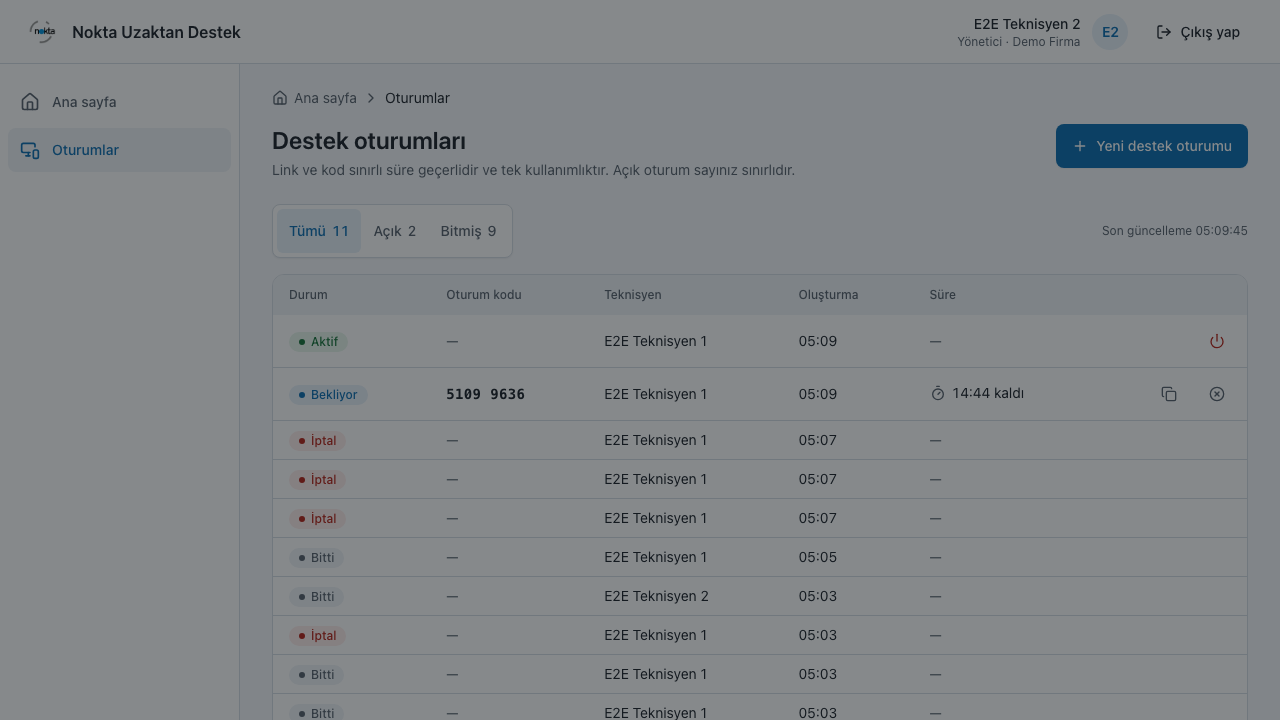 nokta
Nokta Uzaktan Destek
E2E Teknisyen 2
Yönetici · Demo Firma
E2
Çıkış yap
Ana sayfa
Oturumlar
Ana sayfa > Oturumlar
Destek oturumları
Link ve kod sınırlı süre geçerlidir ve tek kullanımlıktır. Açık oturum sayınız sınırlıdır.
+ Yeni destek oturumu
Tümü 11 Açık 2 Bitmiş 9
Son güncelleme 05:09:45
Durum Oturum kodu Teknisyen Oluşturma Süre
Aktif — E2E Teknisyen 1 05:09 —
Bekliyor 5109 9636 E2E Teknisyen 1 05:09 14:44 kaldı
İptal — E2E Teknisyen 1 05:07 —
İptal — E2E Teknisyen 1 05:07 —
İptal — E2E Teknisyen 1 05:07 —
Bitti — E2E Teknisyen 1 05:05 —
Bitti — E2E Teknisyen 2 05:03 —
İptal — E2E Teknisyen 1 05:03 —
Bitti — E2E Teknisyen 1 05:03 —
Bitti — E2E Teknisyen 1 05:03 —